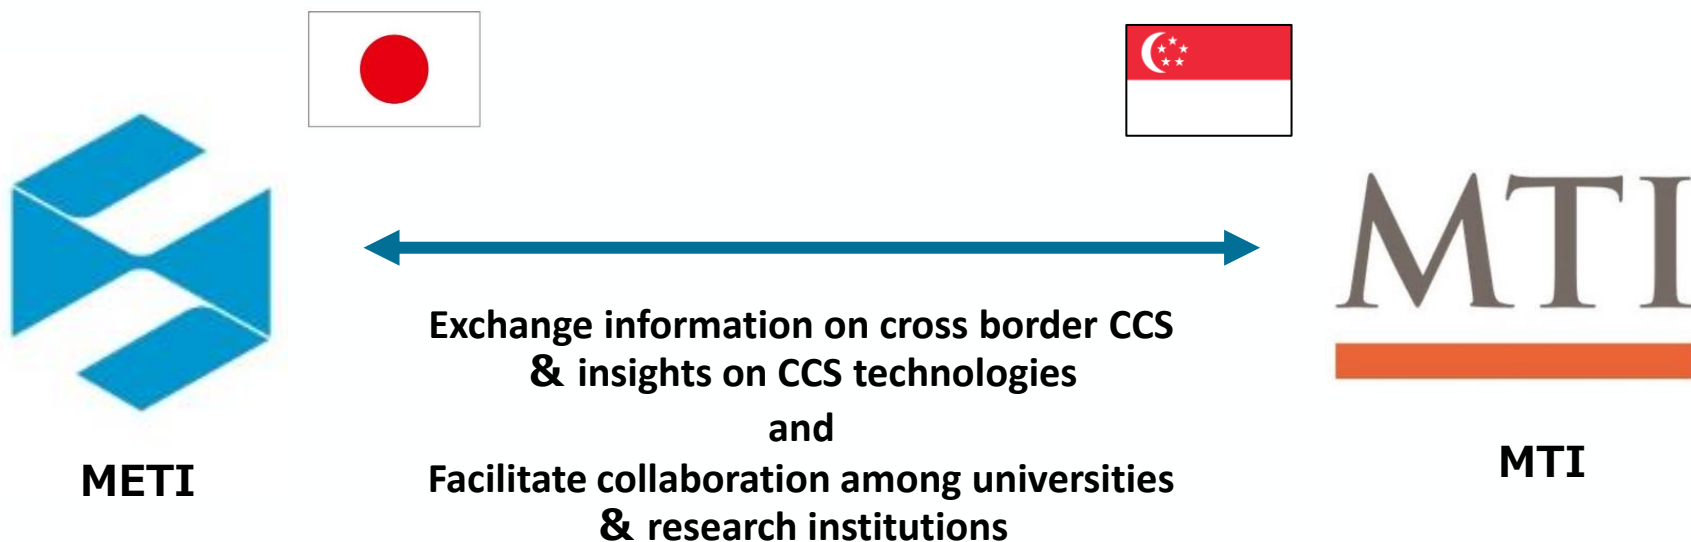 MTI
Exchange information on cross border CCS
& insights on CCS technologies
and
Facilitate collaboration among universities
& research institutions
METI
MTI